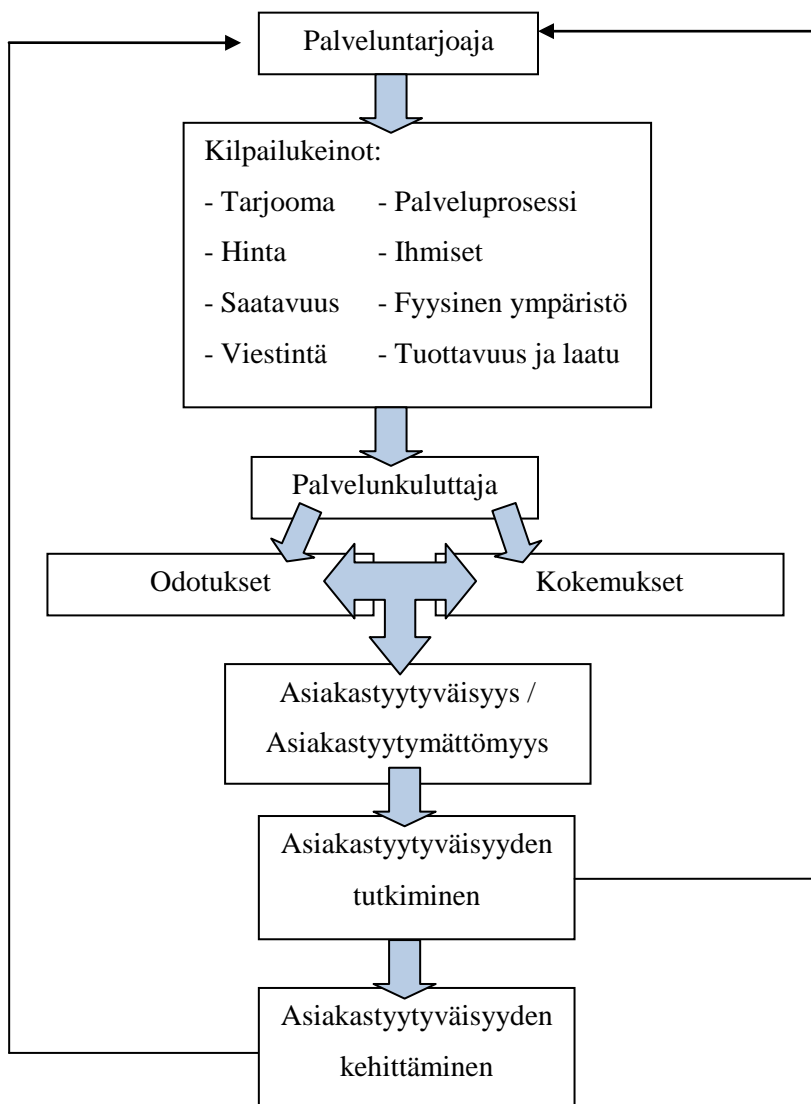 Palveluntarjoaja
Kilpailukeinot:
- Tarjooma - Palveluprosessi
- Hinta - Ihmiset
- Saatavuus - Fyysinen ympäristö
- Viestintä - Tuottavuus ja laatu
Palvelunkuluttaja
Odotukset Kokemukset
Asiakastyytyväisyys /
Asiakastyytymättömyys
Asiakastyytyväisyyden
tutkiminen
Asiakastyytyväisyyden
kehittäminen